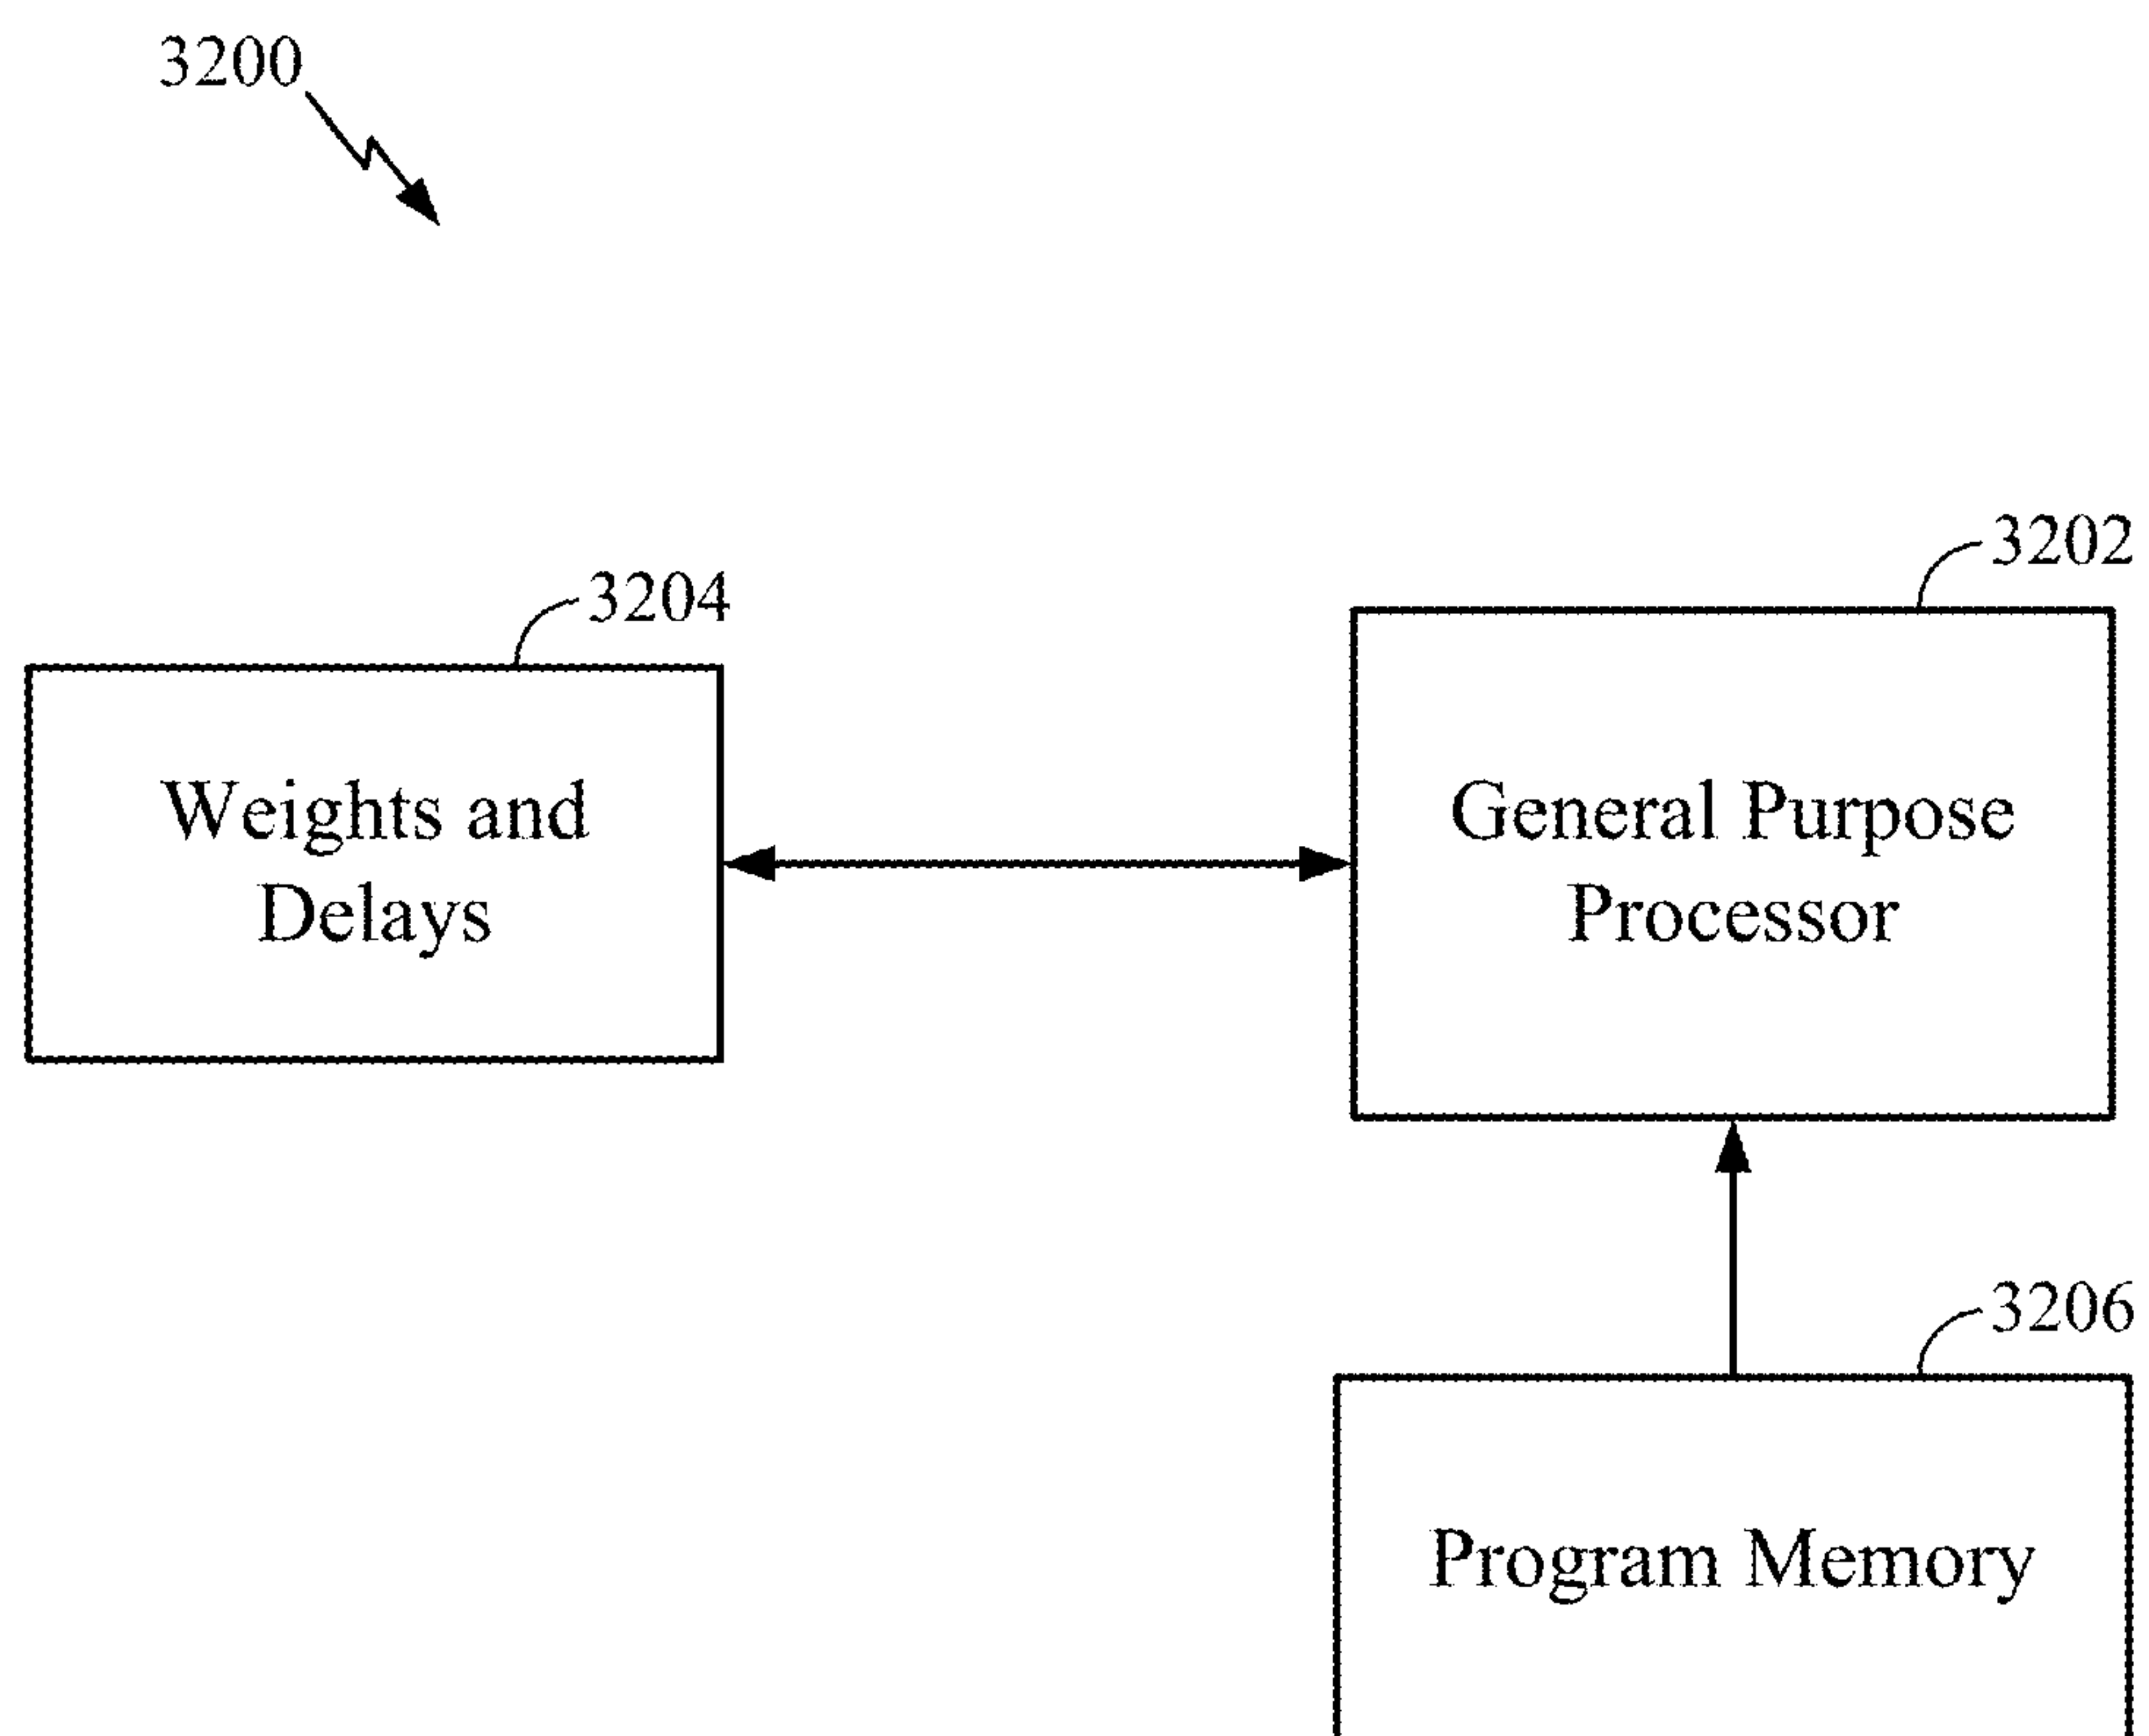 3200
3202
3204
Weights and
Delays
General Purpose
Processor
3206
Program Memory